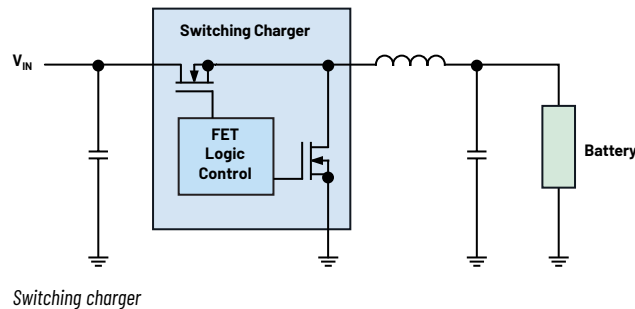 Switching Charger
VIN
FET
Logic
Control
Battery
Switching charger